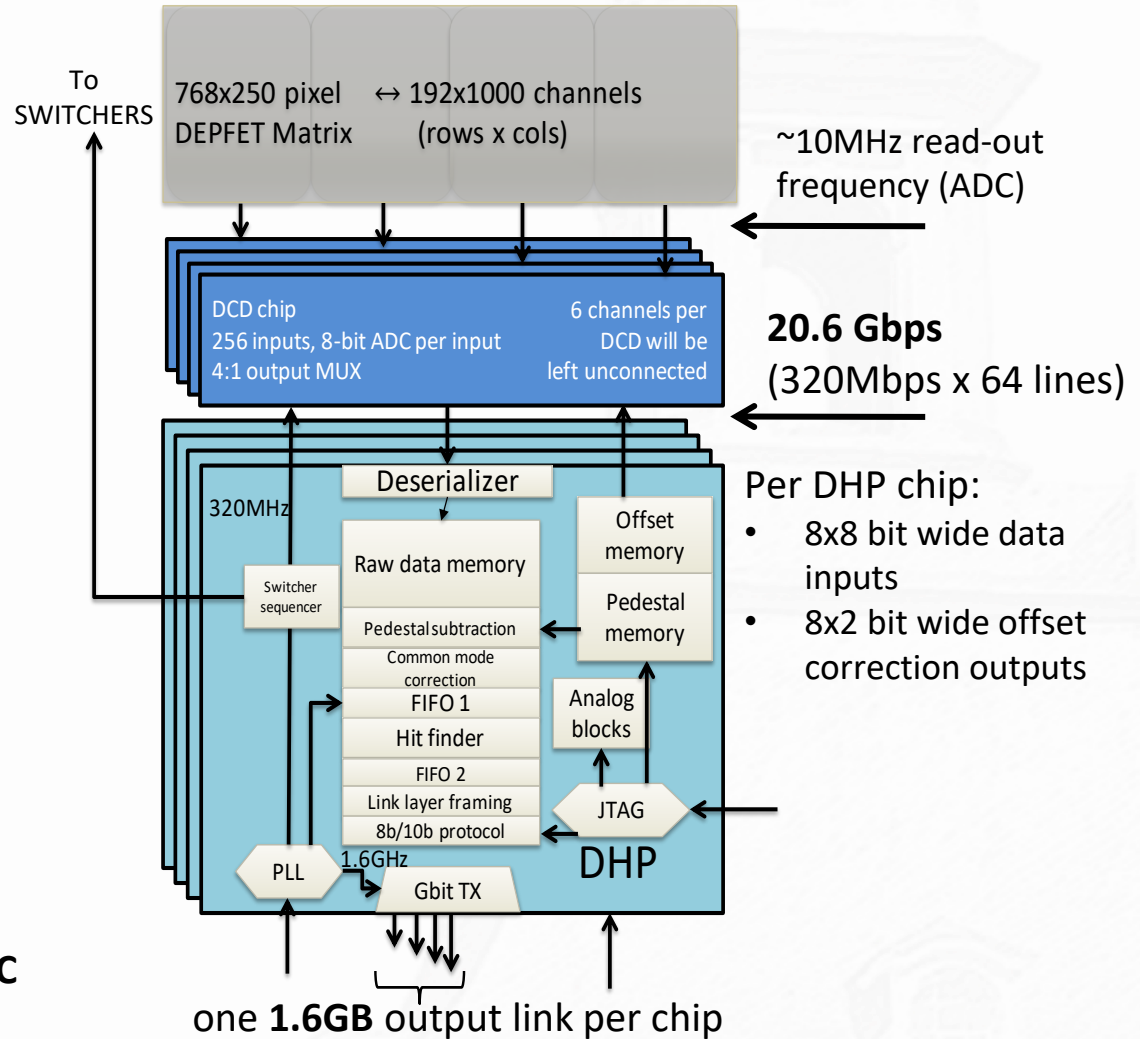 To
SWITCHERS
768x250 pixel ↔ 192x1000 channels
DEPFET Matrix (rows x cols)
~10MHz read-out
frequency (ADC)
DCD chip
256 inputs, 8-bit ADC per input
4:1 output MUX
6 channels per
DCD will be
left unconnected
20.6 Gbps
(320Mbps x 64 lines)
Deserializer
320MHz
Raw data memory
Offset
memory
Switcher
sequencer
Pedestal subtraction
Pedestal
memory
Common mode
correction
FIFO 1
Analog
blocks
Hit finder
FIFO 2
Link layer framing
8b/10b protocol
JTAG
DHP
PLL
1.6GHz
Gbit TX
Per DHP chip:
• 8x8 bit wide data
inputs
• 8x2 bit wide offset
correction outputs
C
one 1.6GB output link per chip